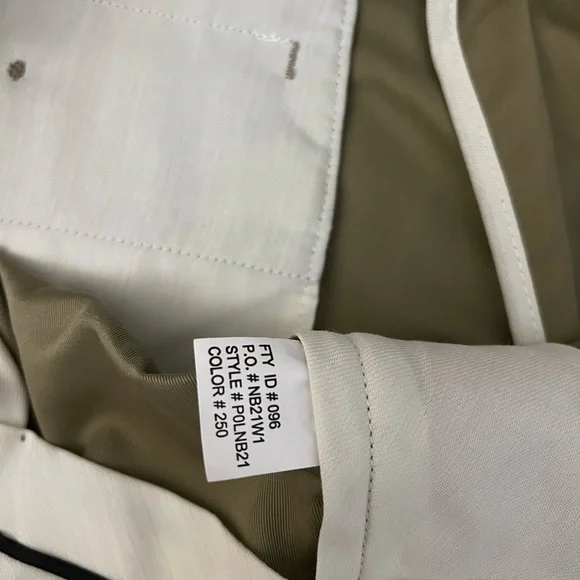 FTY ID # 096
P.O. # NB21W1
STYLE # P0LNB21
COLOR # 250